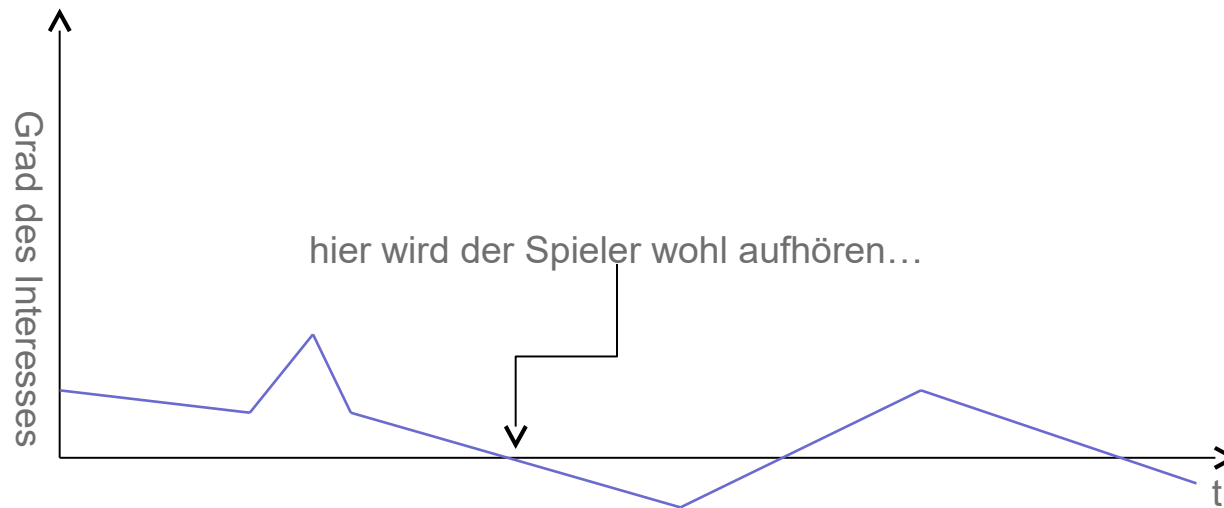 Grad des Interesses
hier wird der Spieler wohl aufhören…
t